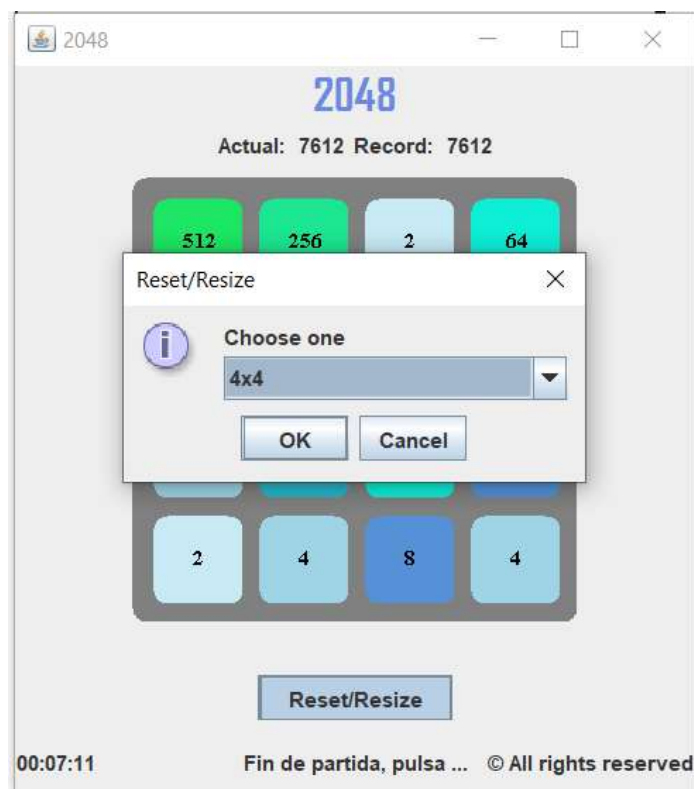 2048
2048
Actual: 7612 Record: 7612
512 256 2 64
Reset/Resize
Choose one
4x4
OK Cancel
2 4 8 4
Reset/Resize
00:07:11 Fin de partida, pulsa ... © All rights reserved